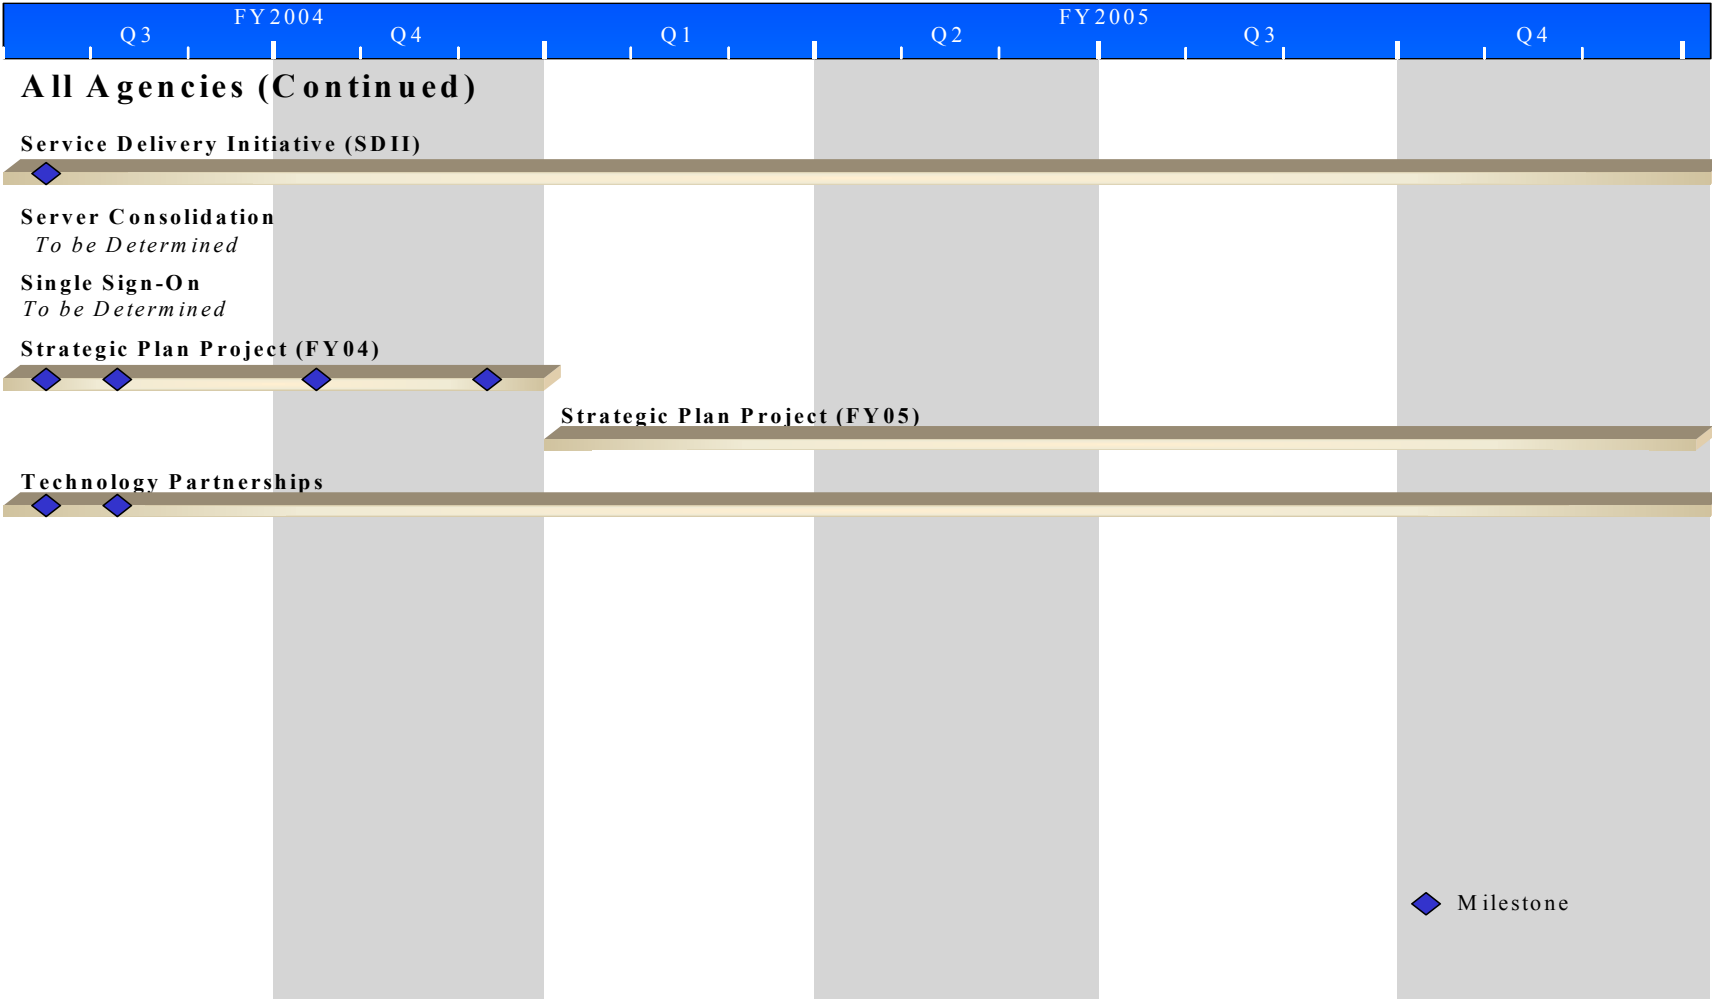 FY2004 FY2005
Q3 Q4 Q1 Q2 Q3 Q4
All Agencies (Continued)
Service Delivery Initiative (SDII)
Server Consolidation
To be Determined
Single Sign-On
To be Determined
Strategic Plan Project (FY04)
Strategic Plan Project (FY05)
Technology Partnerships
Milestone